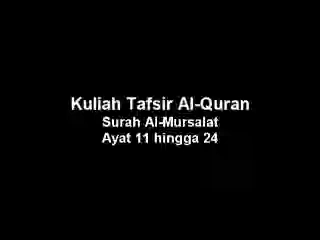 Kuliah Tafsir Al-Quran
Surah Al-Mursalat
Ayat 11 hingga 24